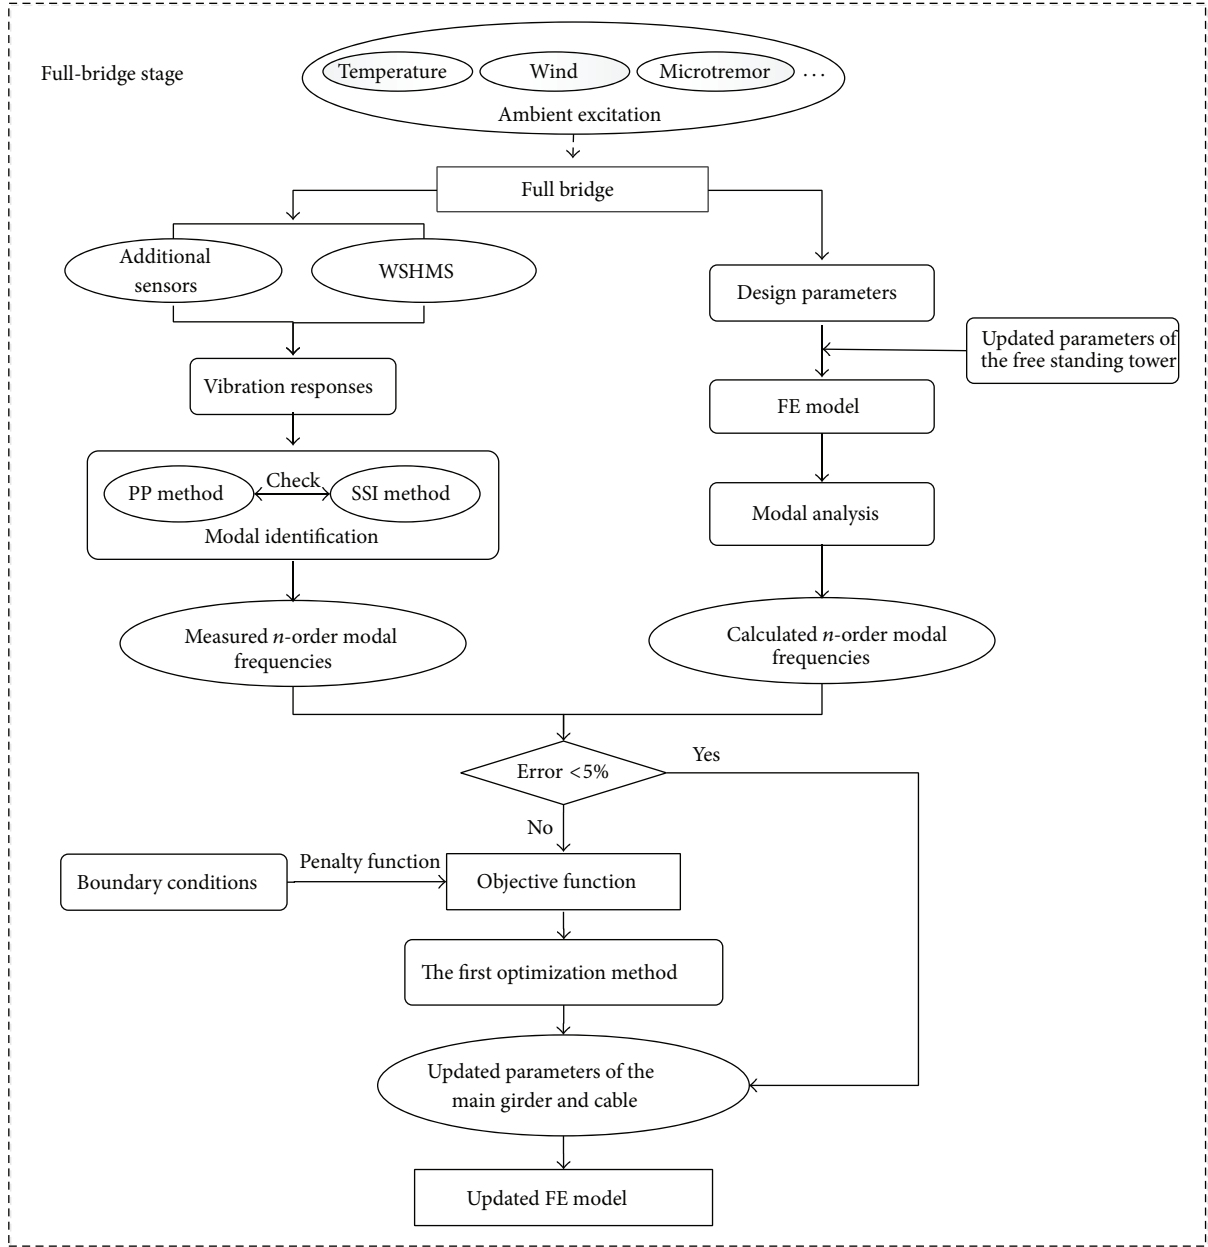 Full-bridge stage
Temperature
Wind
Microtremor
...
Ambient excitation
Full bridge
Additional
sensors
WSHMS
Design parameters
Updated parameters of
the free standing tower
Vibration responses
FE model
PP method
Check
SSI method
Modal identification
Modal analysis
Measured n-order modal
frequencies
Calculated n-order modal
frequencies
Error <5%
Yes
No
Boundary conditions
Penalty function
Objective function
The first optimization method
Updated parameters of the
main girder and cable
Updated FE model